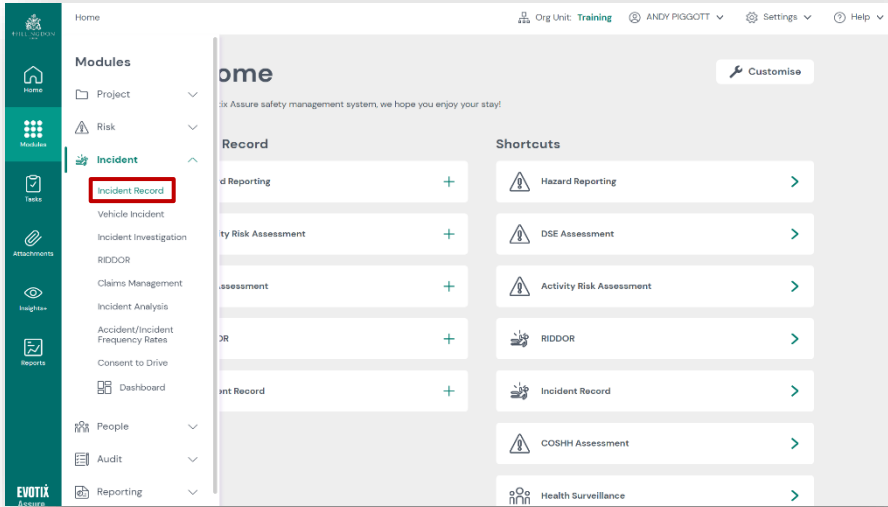 HILLINGDON
LONDON
Home
Modules
Tasks
Attachments
Insights+
Reports
EVOTIX
Assure
Home
Org Unit: Training
ANDY PIGGOTT
Settings
Help
Modules
Project
Risk
Incident
Incident Record
Vehicle Incident
Incident Investigation
RIDDOR
Claims Management
Incident Analysis
Accident/Incident
Frequency Rates
Consent to Drive
Dashboard
People
Audit
Reporting
ome
Customise
ix Assure safety management system, we hope you enjoy your stay!
Record
d Reporting
ity Risk Assessment
Assessment
OR
ent Record
Shortcuts
Hazard Reporting
DSE Assessment
Activity Risk Assessment
RIDDOR
Incident Record
COSHH Assessment
Health Surveillance